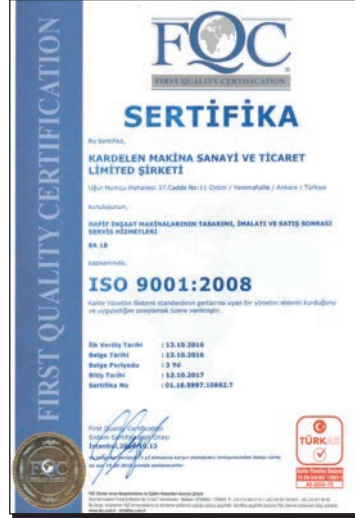 FQC
FIRST QUALITY CERTIFICATION
FIRST QUALITY CERTIFICATION
SERTİFİKA
Bu Sertifika,
KARDELEN MAKİNA SANAYİ VE TİCARET
LİMİTED ŞİRKETİ
Uğur Mumcu Mahallesi 37.Cadde No:11 Ostim / Yenimahalle / Ankara / Türkiye
kuruluşunun,
HAFİF İNŞAAT MAKİNALARININ TASARIMI, İMALATI VE SATIŞ SONRASI
SERVİS HİZMETLERİ
EA 18
kapsamında,
ISO 9001:2008
Kalite Yönetim Sistemi standardının şartlarına uyan bir yönetim sistemi kurduğunu
ve uyguladığını onaylamak üzere verilmiştir.
İlk Veriliş Tarihi : 13.10.2016
Belge Tarihi : 13.10.2016
Belge Periyodu : 3 Yıl
Bitiş Tarihi : 12.10.2017
Sertifika No : 01.16.5997.10682.T
First Quality Certification
İstanbul,
TÜRKAK
FQC